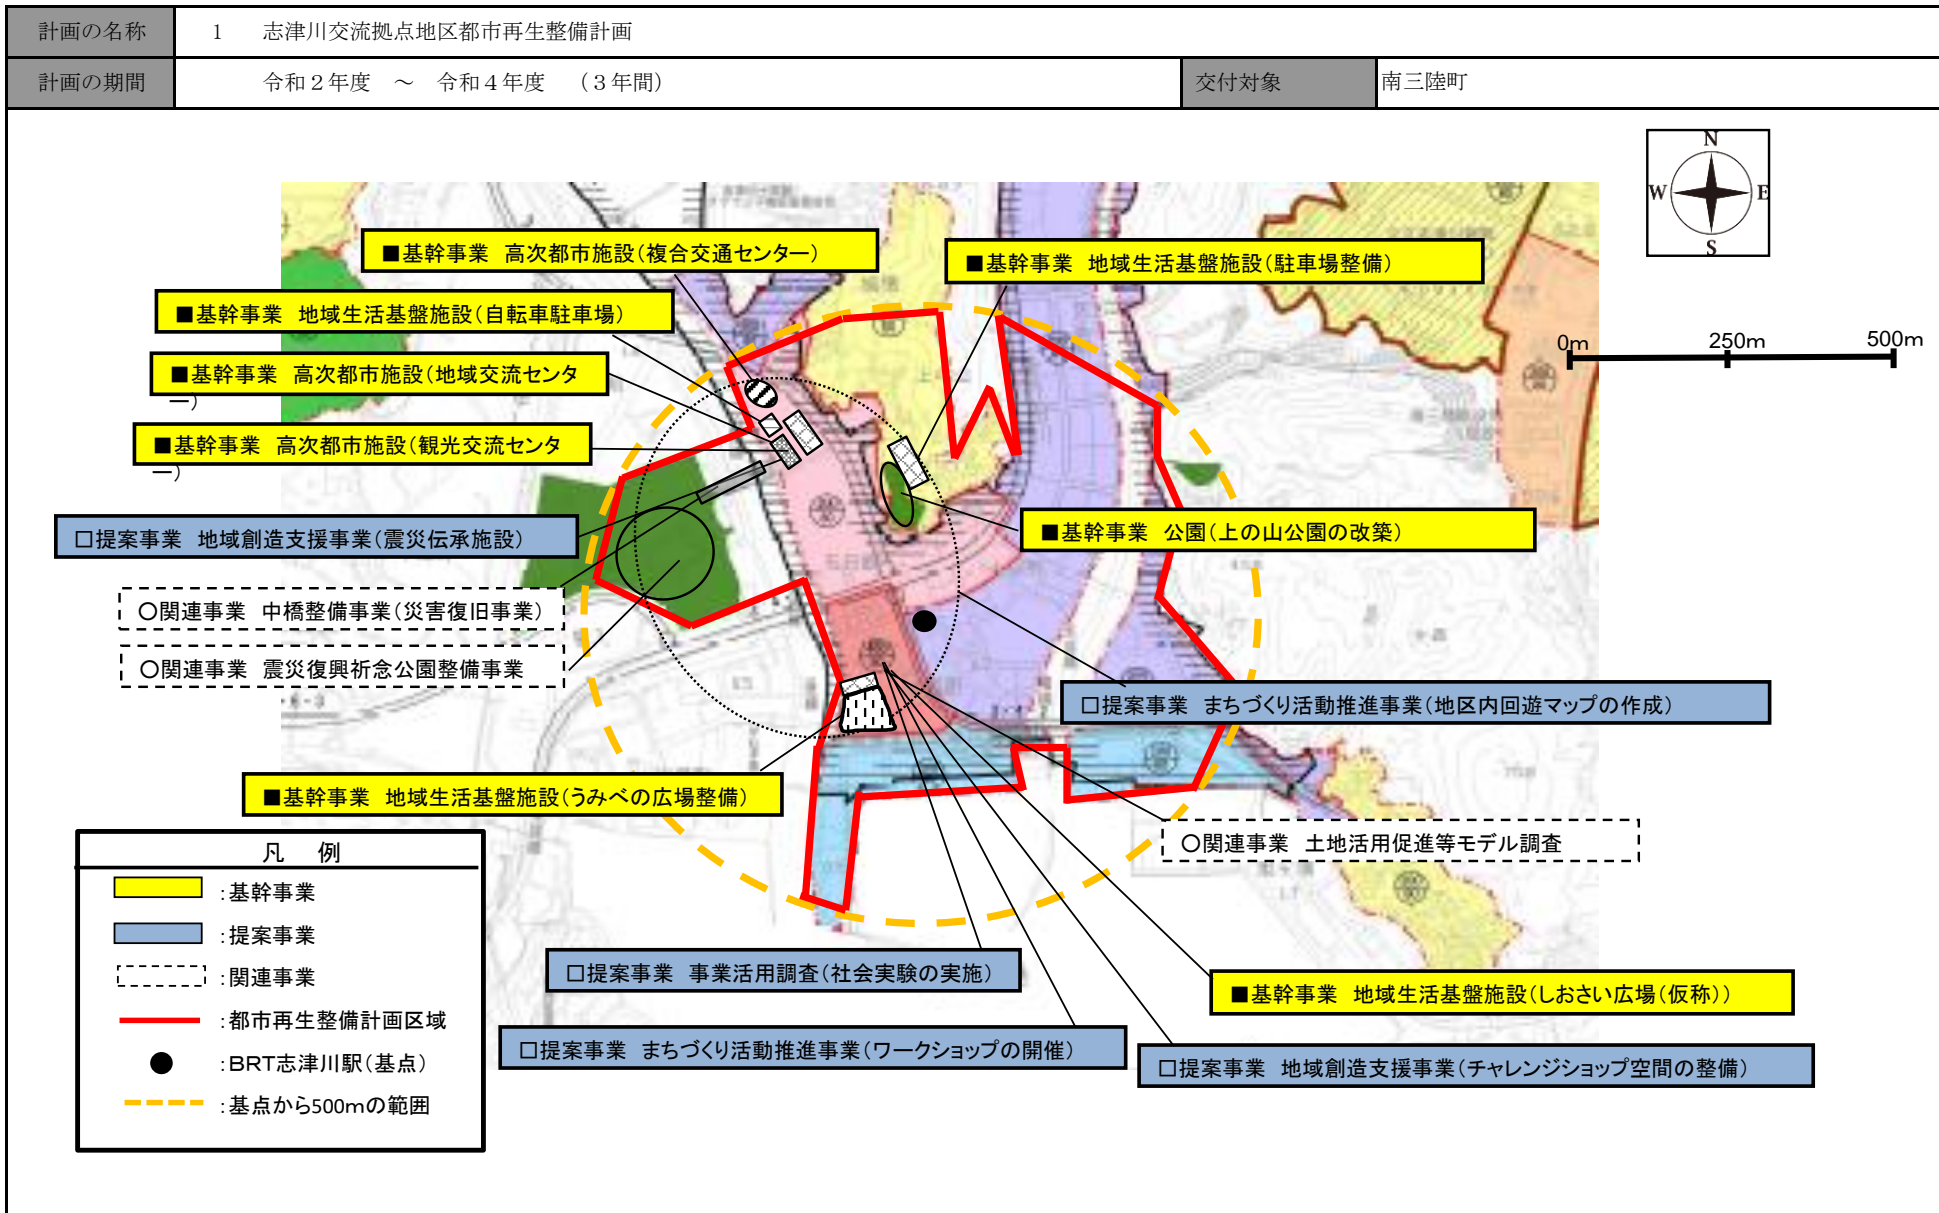 計画の名称 1 志津川交流拠点地区都市再生整備計画
計画の期間 令和2年度 ～ 令和4年度 （3年間） 交付対象 南三陸町
N
W E
S
■基幹事業 高次都市施設(複合交通センター)
■基幹事業 地域生活基盤施設(駐車場整備)
■基幹事業 地域生活基盤施設(自転車駐車場)
0m 250m 500m
■基幹事業 高次都市施設(地域交流センタ
ー)
■基幹事業 高次都市施設(観光交流センタ
ー)
□提案事業 地域創造支援事業(震災伝承施設)
■基幹事業 公園(上の山公園の改築)
○関連事業 中橋整備事業(災害復旧事業)
○関連事業 震災復興祈念公園整備事業
□提案事業 まちづくり活動推進事業(地区内回遊マップの作成)
■基幹事業 地域生活基盤施設(うみべの広場整備)
○関連事業 土地活用促進等モデル調査
□提案事業 事業活用調査(社会実験の実施)
■基幹事業 地域生活基盤施設(しおさい広場(仮称))
□提案事業 まちづくり活動推進事業(ワークショップの開催)
□提案事業 地域創造支援事業(チャレンジショップ空間の整備)
凡 例
:基幹事業
:提案事業
:関連事業
:都市再生整備計画区域
:BRT志津川駅(基点)
:基点から500mの範囲